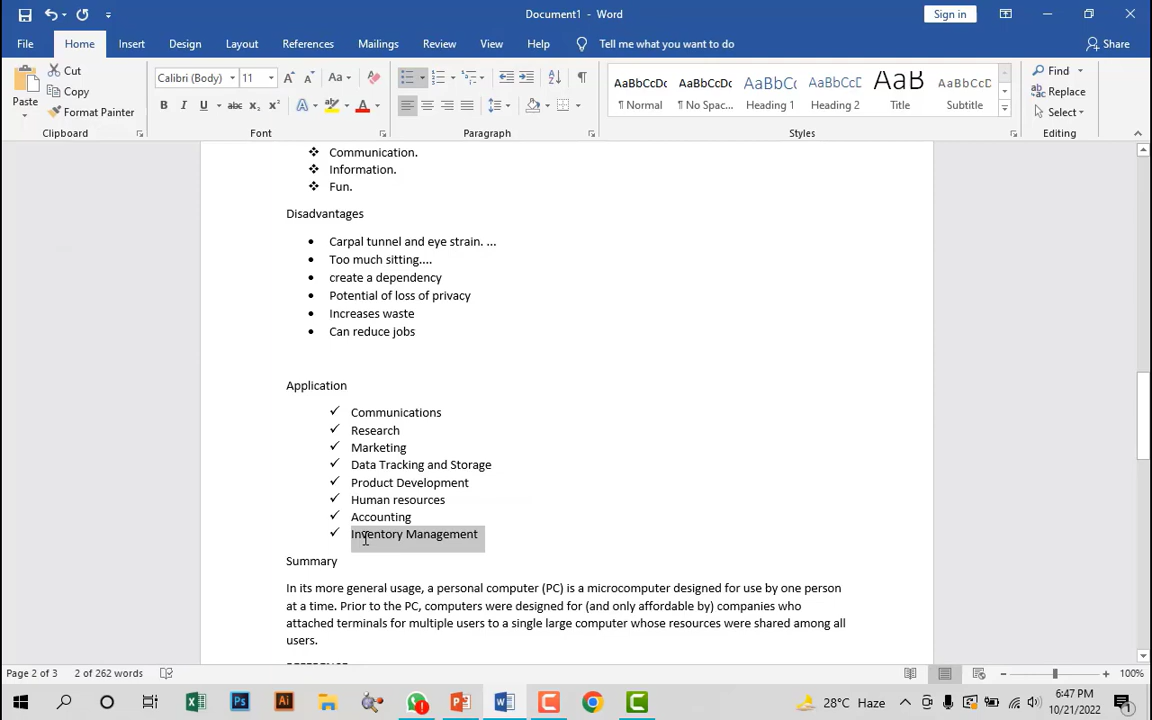 Document1 - Word
Sign in
File Home Insert Design Layout References Mailings Review View Help Tell me what you want to do Share
Paste
Cut
Copy
Format Painter
Clipboard
Calibri (Body) 11
Font
Paragraph
AaBbCcDc AaBbCcDc AaBbCc AaBbCcC AaB AaBbCcD
¶ Normal ¶ No Spac... Heading 1 Heading 2 Title Subtitle
Styles
Find
Replace
Select
Editing
Communication.
Information.
Fun.
Disadvantages
Carpal tunnel and eye strain. ...
Too much sitting....
create a dependency
Potential of loss of privacy
Increases waste
Can reduce jobs
Application
Communications
Research
Marketing
Data Tracking and Storage
Product Development
Human resources
Accounting
Inventory Management
Summary
In its more general usage, a personal computer (PC) is a microcomputer designed for use by one person
at a time. Prior to the PC, computers were designed for (and only affordable by) companies who
attached terminals for multiple users to a single large computer whose resources were shared among all
users.
Page 2 of 3 2 of 262 words 100%
28°C Haze
6:47 PM
10/21/2022